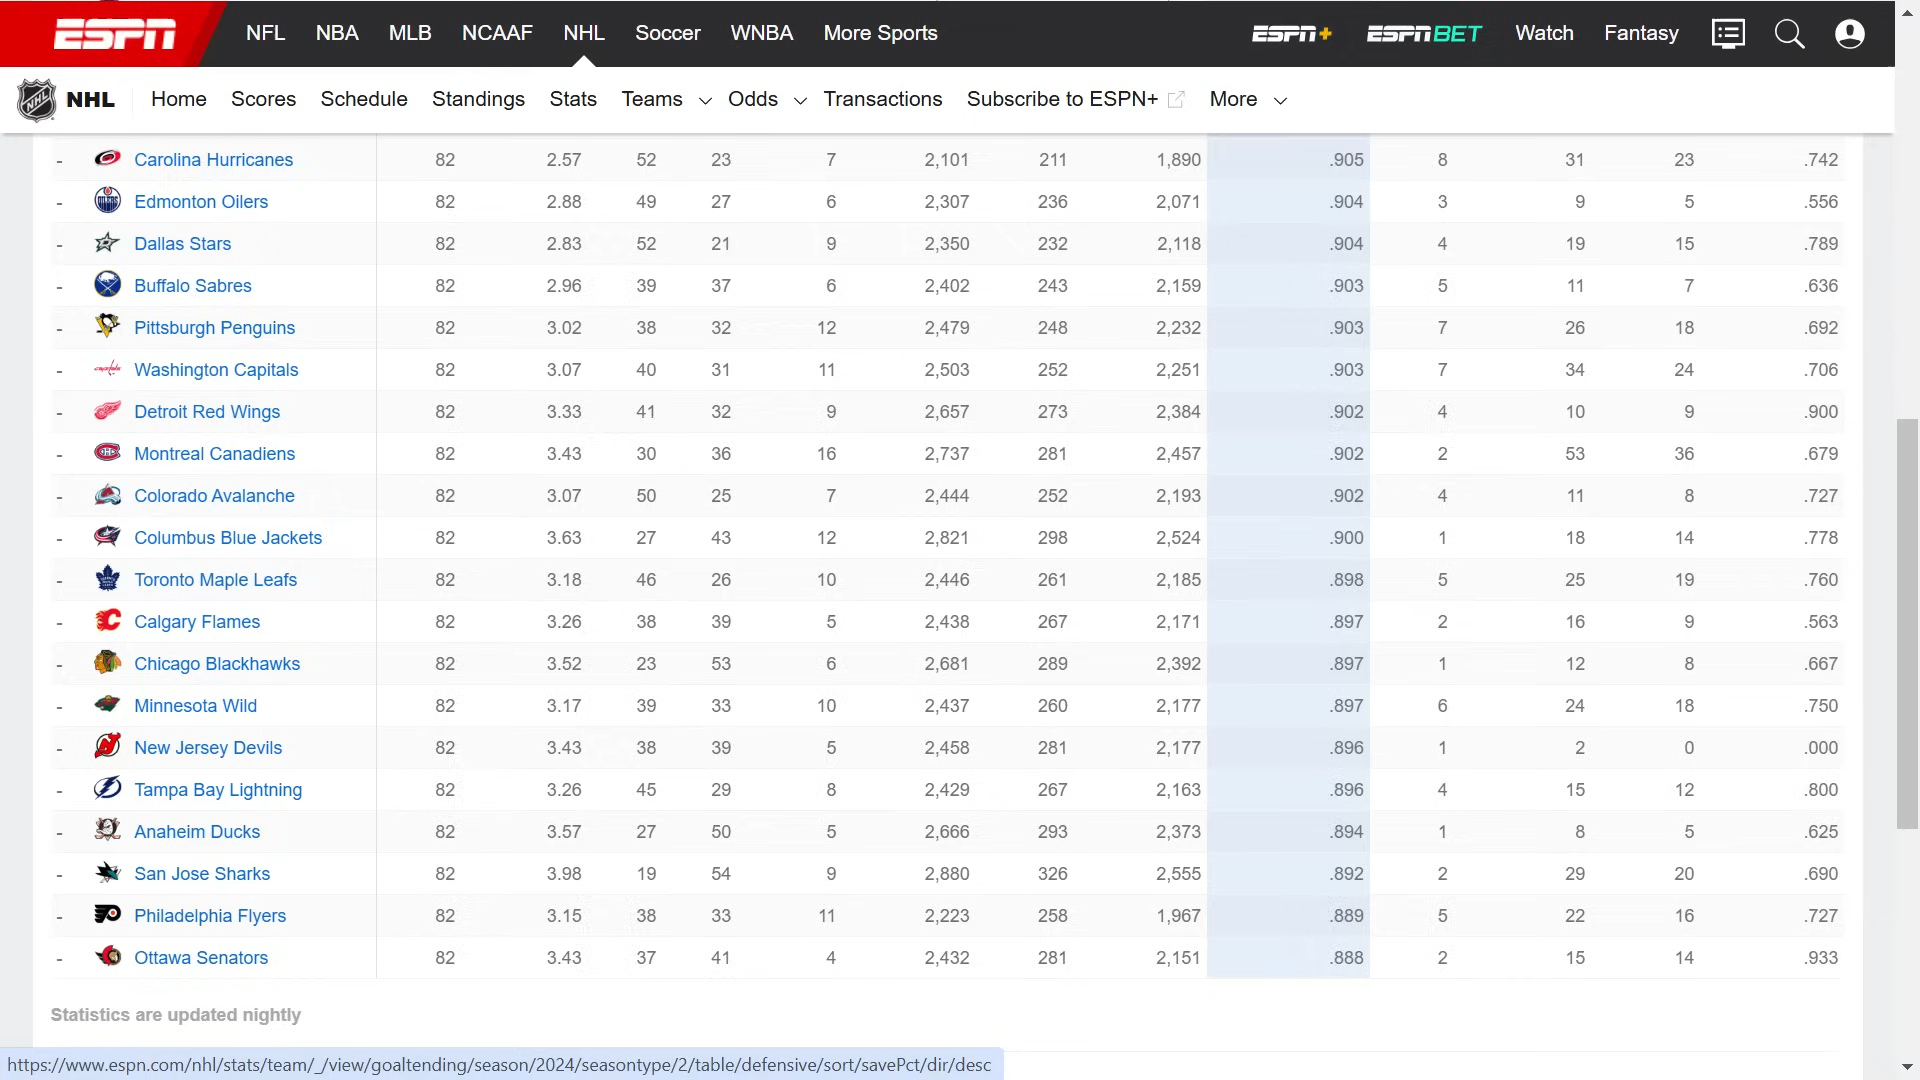 ESPN NFL NBA MLB NCAAF NHL Soccer WNBA More Sports ESPN+ ESPN BET Watch Fantasy
NHL NHL Home Scores Schedule Standings Stats Teams Odds Transactions Subscribe to ESPN+ More
- Carolina Hurricanes 82 2.57 52 23 7 2,101 211 1,890 .905 8 31 23 .742
- Edmonton Oilers 82 2.88 49 27 6 2,307 236 2,071 .904 3 9 5 .556
- Dallas Stars 82 2.83 52 21 9 2,350 232 2,118 .904 4 19 15 .789
- Buffalo Sabres 82 2.96 39 37 6 2,402 243 2,159 .903 5 11 7 .636
- Pittsburgh Penguins 82 3.02 38 32 12 2,479 248 2,232 .903 7 26 18 .692
- Washington Capitals 82 3.07 40 31 11 2,503 252 2,251 .903 7 34 24 .706
- Detroit Red Wings 82 3.33 41 32 9 2,657 273 2,384 .902 4 10 9 .900
- Montreal Canadiens 82 3.43 30 36 16 2,737 281 2,457 .902 2 53 36 .679
- Colorado Avalanche 82 3.07 50 25 7 2,444 252 2,193 .902 4 11 8 .727
- Columbus Blue Jackets 82 3.63 27 43 12 2,821 298 2,524 .900 1 18 14 .778
- Toronto Maple Leafs 82 3.18 46 26 10 2,446 261 2,185 .898 5 25 19 .760
- Calgary Flames 82 3.26 38 39 5 2,438 267 2,171 .897 2 16 9 .563
- Chicago Blackhawks 82 3.52 23 53 6 2,681 289 2,392 .897 1 12 8 .667
- Minnesota Wild 82 3.17 39 33 10 2,437 260 2,177 .897 6 24 18 .750
- New Jersey Devils 82 3.43 38 39 5 2,458 281 2,177 .896 1 2 0 .000
- Tampa Bay Lightning 82 3.26 45 29 8 2,429 267 2,163 .896 4 15 12 .800
- Anaheim Ducks 82 3.57 27 50 5 2,666 293 2,373 .894 1 8 5 .625
- San Jose Sharks 82 3.98 19 54 9 2,880 326 2,555 .892 2 29 20 .690
- Philadelphia Flyers 82 3.15 38 33 11 2,223 258 1,967 .889 5 22 16 .727
- Ottawa Senators 82 3.43 37 41 4 2,432 281 2,151 .888 2 15 14 .933
Statistics are updated nightly
https://www.espn.com/nhl/stats/team/_/view/goaltending/season/2024/seasontype/2/table/defensive/sort/savePct/dir/desc